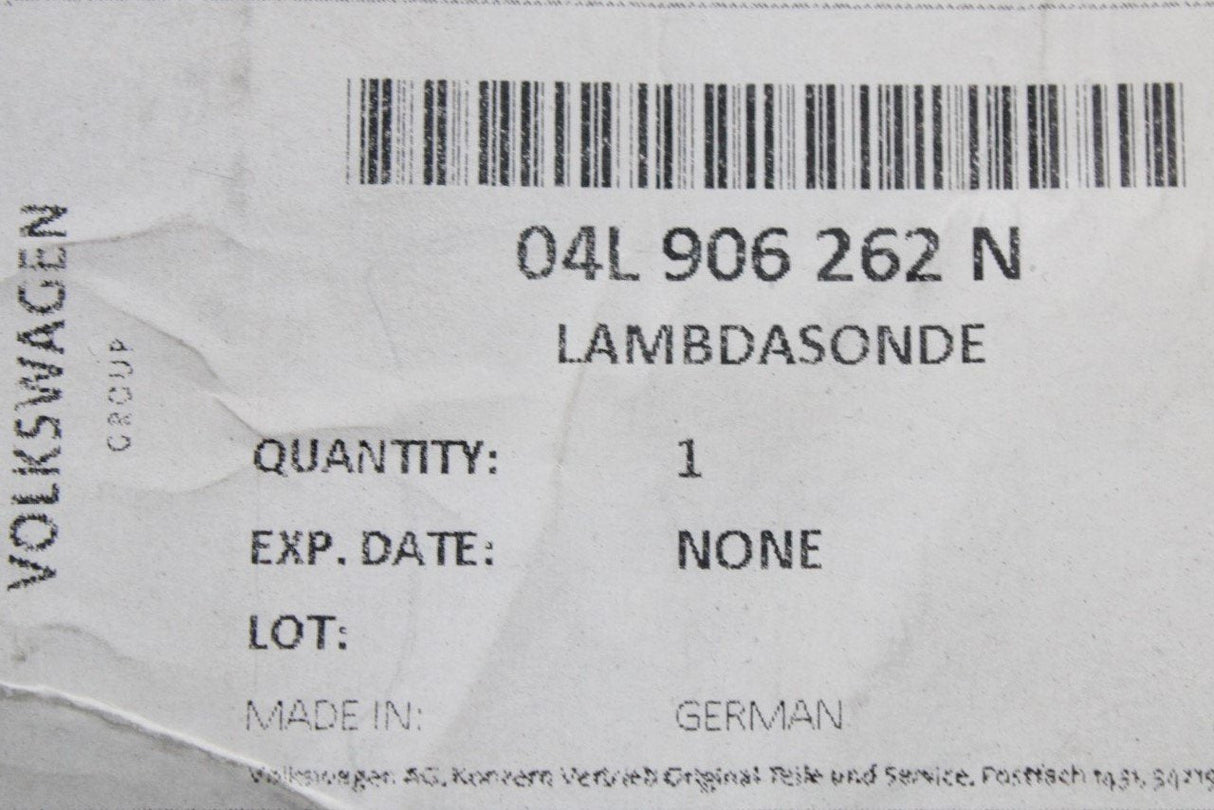 VOLKSWAGEN
GROUP
04L 906 262 N
LAMBDASONDE
QUANTITY: 1
EXP. DATE: NONE
LOT:
MADE IN: GERMAN
Volkswagen AG, Konzern Vertrieb Original Teile und Service, Postfach